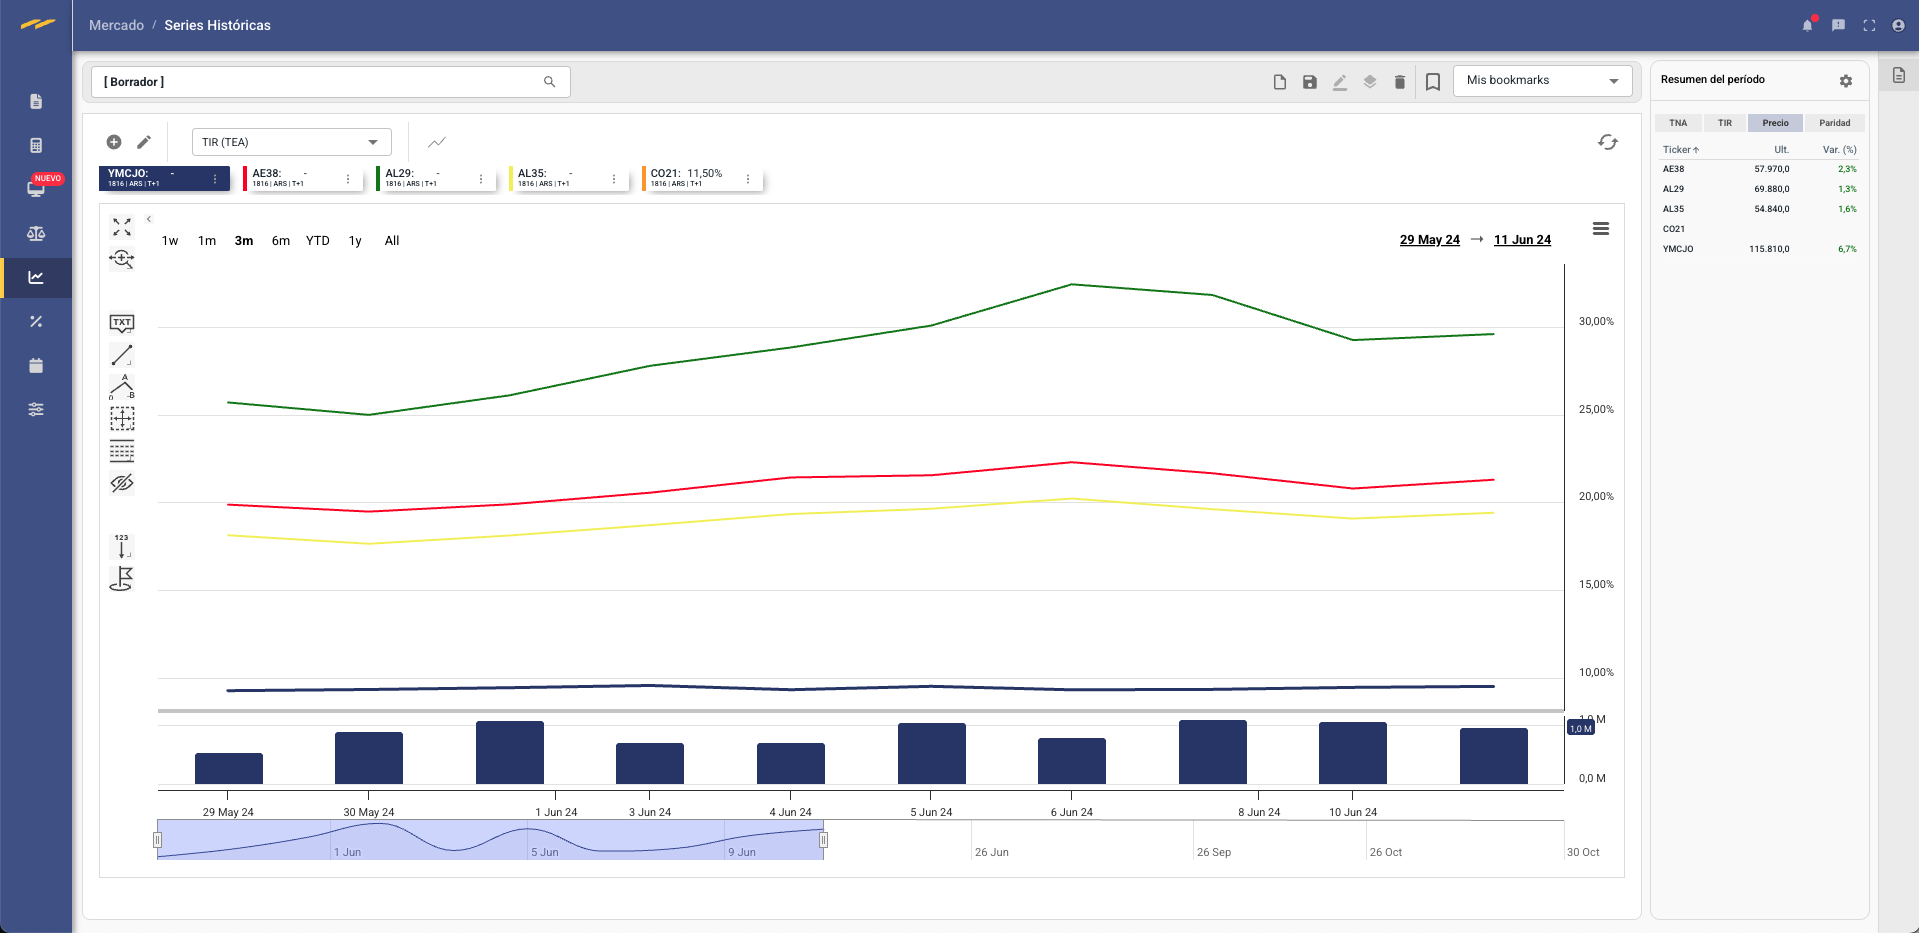 Mercado / Series Históricas
NUEVO
[ Borrador ]
Mis bookmarks
TIR (TEA)
YMCJO: -
1816 | ARS | T+1
AE38: -
1816 | ARS | T+1
AL29: -
1816 | ARS | T+1
AL35: -
1816 | ARS | T+1
CO21: 11,50%
1816 | ARS | T+1
1w 1m 3m 6m YTD 1y All
29 May 24 → 11 Jun 24
TXT
A
0 B
123
30,00%
25,00%
20,00%
15,00%
10,00%
1,0 M
1,0 M
0,0 M
29 May 24 30 May 24 1 Jun 24 3 Jun 24 4 Jun 24 5 Jun 24 6 Jun 24 8 Jun 24 10 Jun 24
1 Jun 5 Jun 9 Jun 26 Jun 26 Sep 26 Oct 30 Oct
Resumen del período
TNA TIR Precio Paridad
Ticker ↑ Ult. Var. (%)
AE38 57.970,0 2,3%
AL29 69.880,0 1,3%
AL35 54.840,0 1,6%
CO21
YMCJO 115.810,0 6,7%